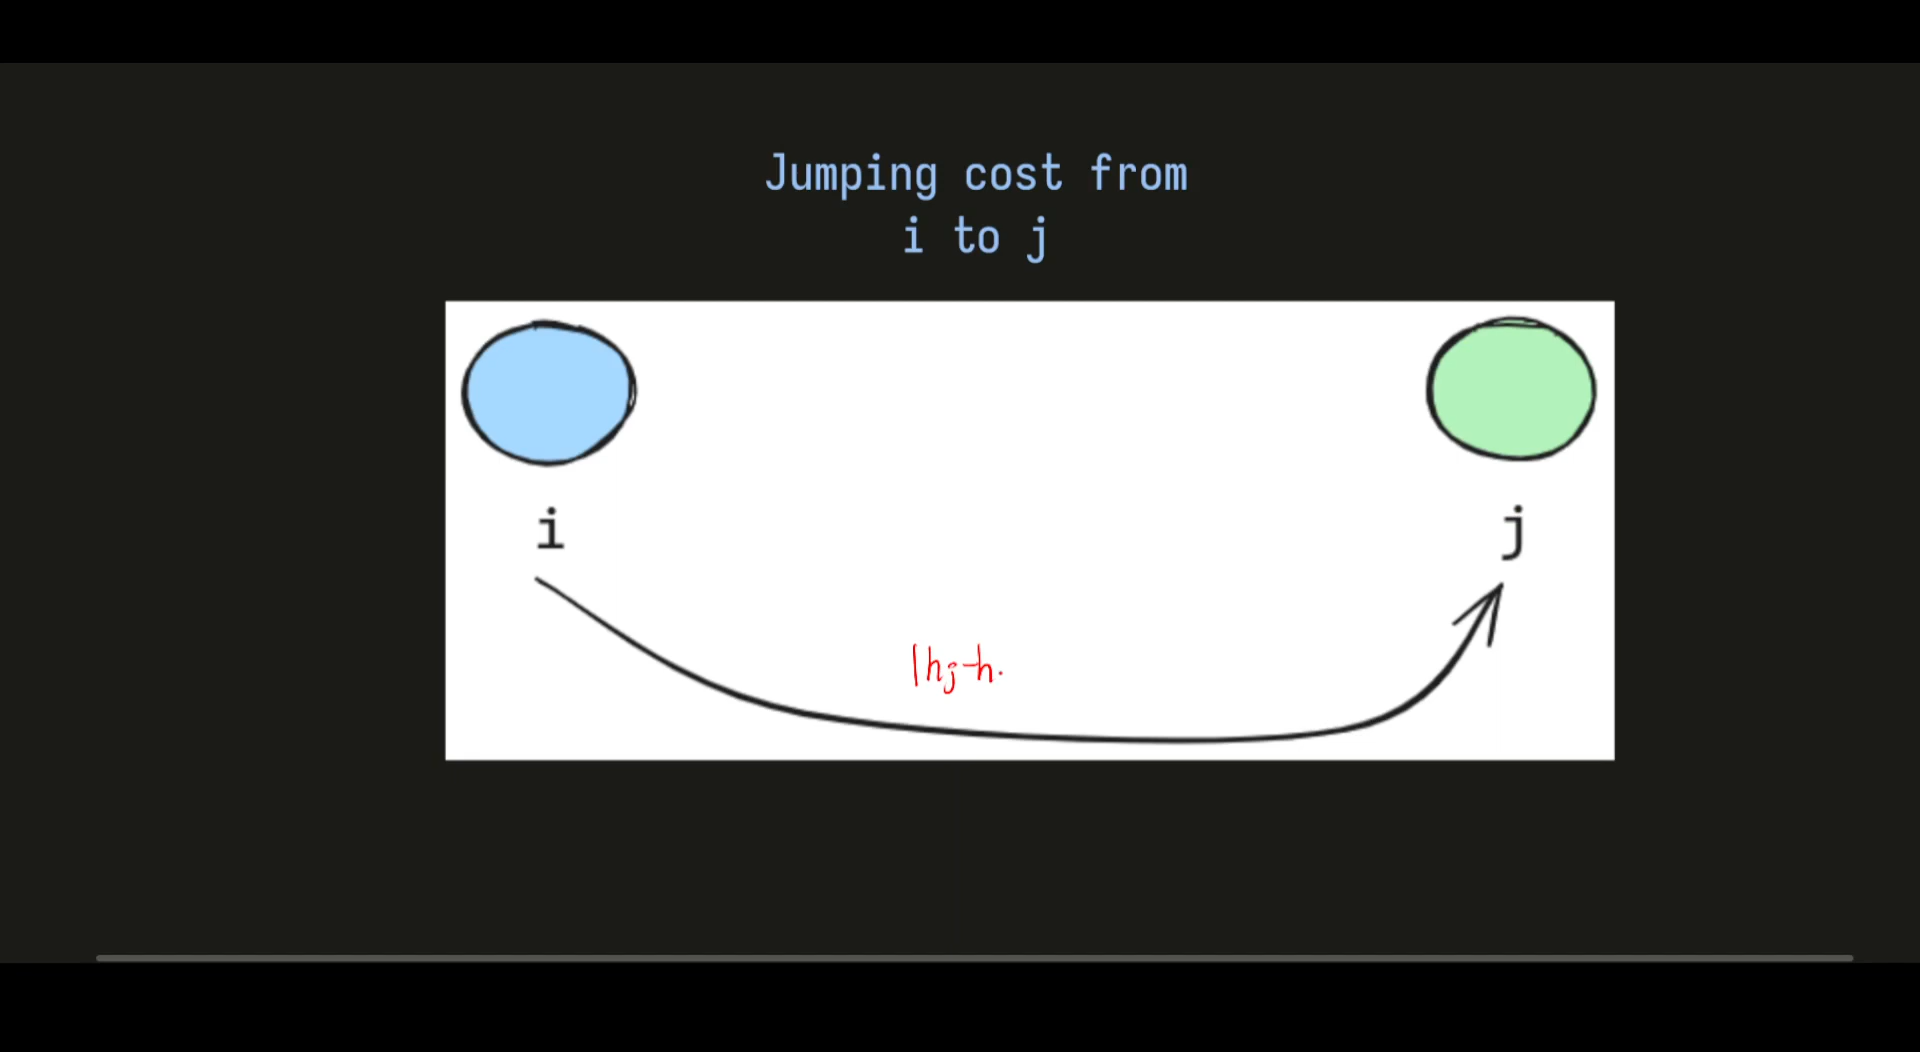 Jumping cost from
i to j
i
j
|hj-h.